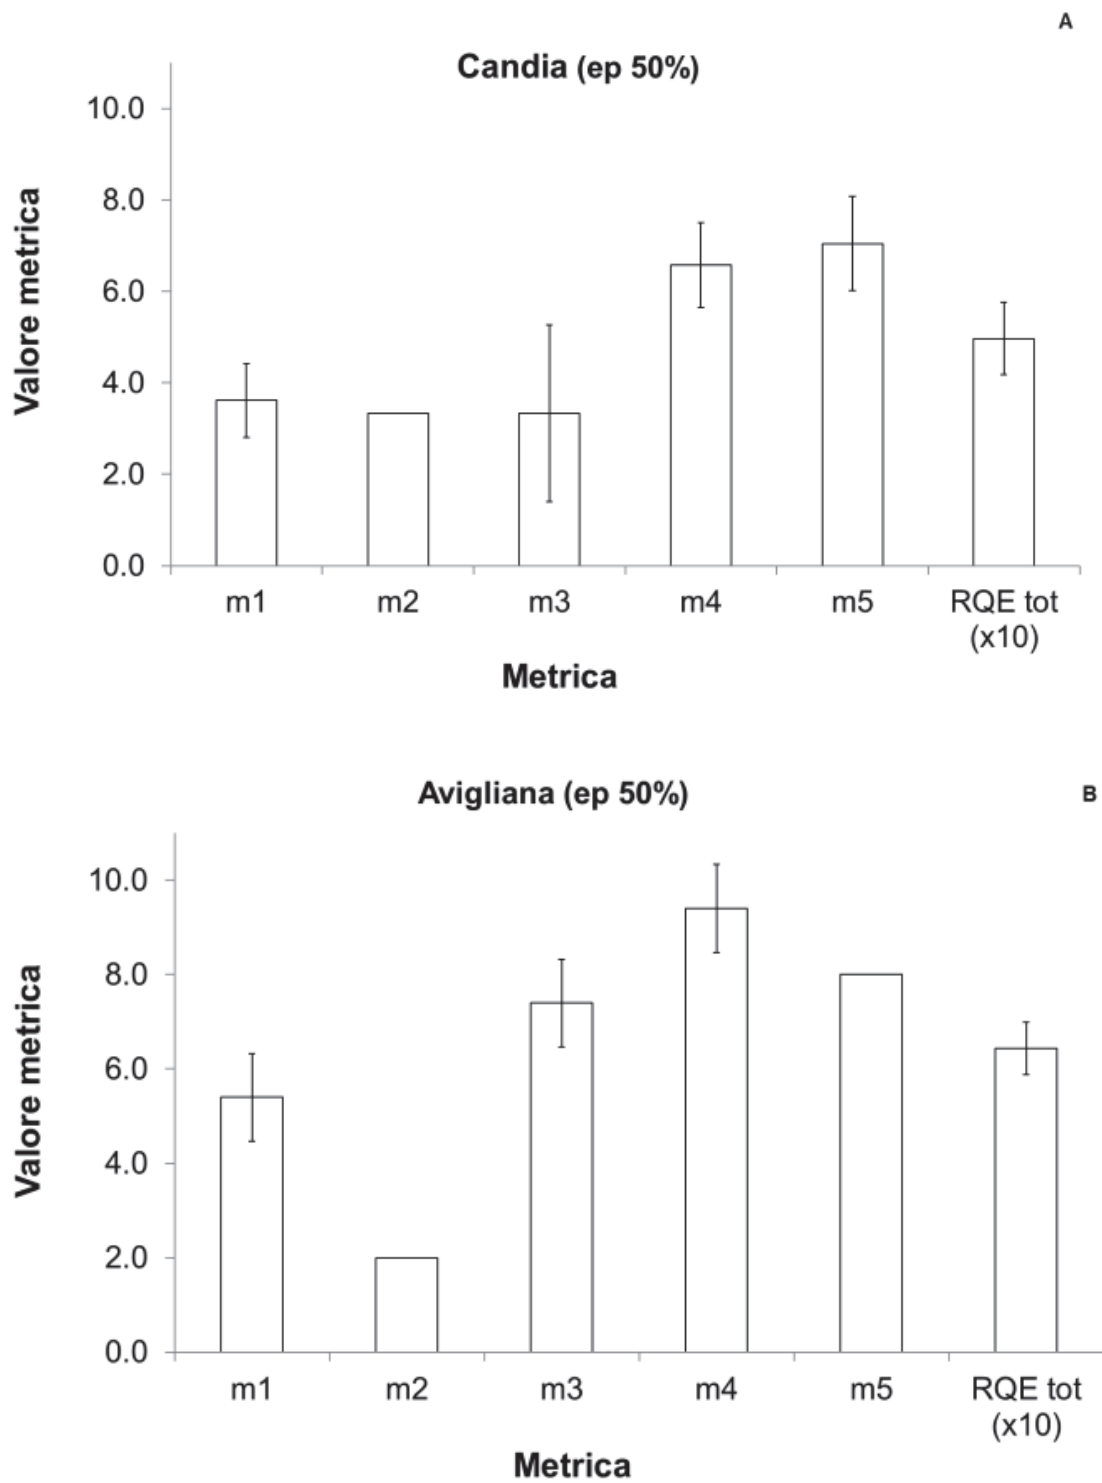 A
Candia (ep 50%)
Valore metrica
10.0
8.0
6.0
4.0
2.0
0.0
m1 m2 m3 m4 m5 RQE tot
(x10)
Metrica
Avigliana (ep 50%) B
Valore metrica
10.0
8.0
6.0
4.0
2.0
0.0
m1 m2 m3 m4 m5 RQE tot
(x10)
Metrica